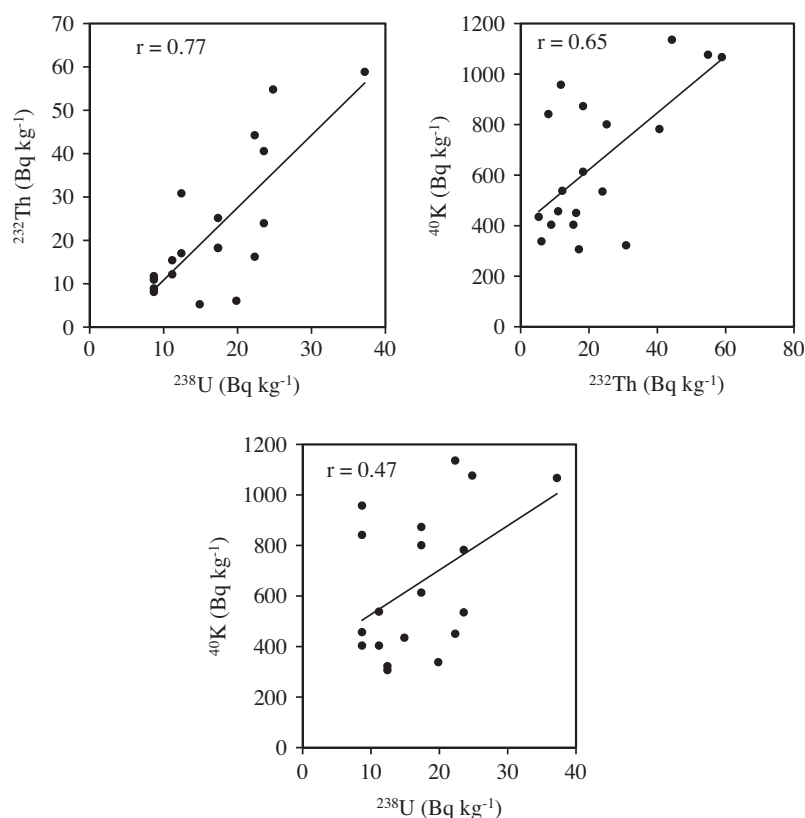 r = 0.77
70
60
50
40
30
20
10
0
²³²Th (Bq kg⁻¹)
0 10 20 30 40
²³⁸U (Bq kg⁻¹)
r = 0.65
1200
1000
800
600
400
200
0
⁴⁰K (Bq kg⁻¹)
0 20 40 60 80
²³²Th (Bq kg⁻¹)
r = 0.47
1200
1000
800
600
400
200
0
⁴⁰K (Bq kg⁻¹)
0 10 20 30 40
²³⁸U (Bq kg⁻¹)